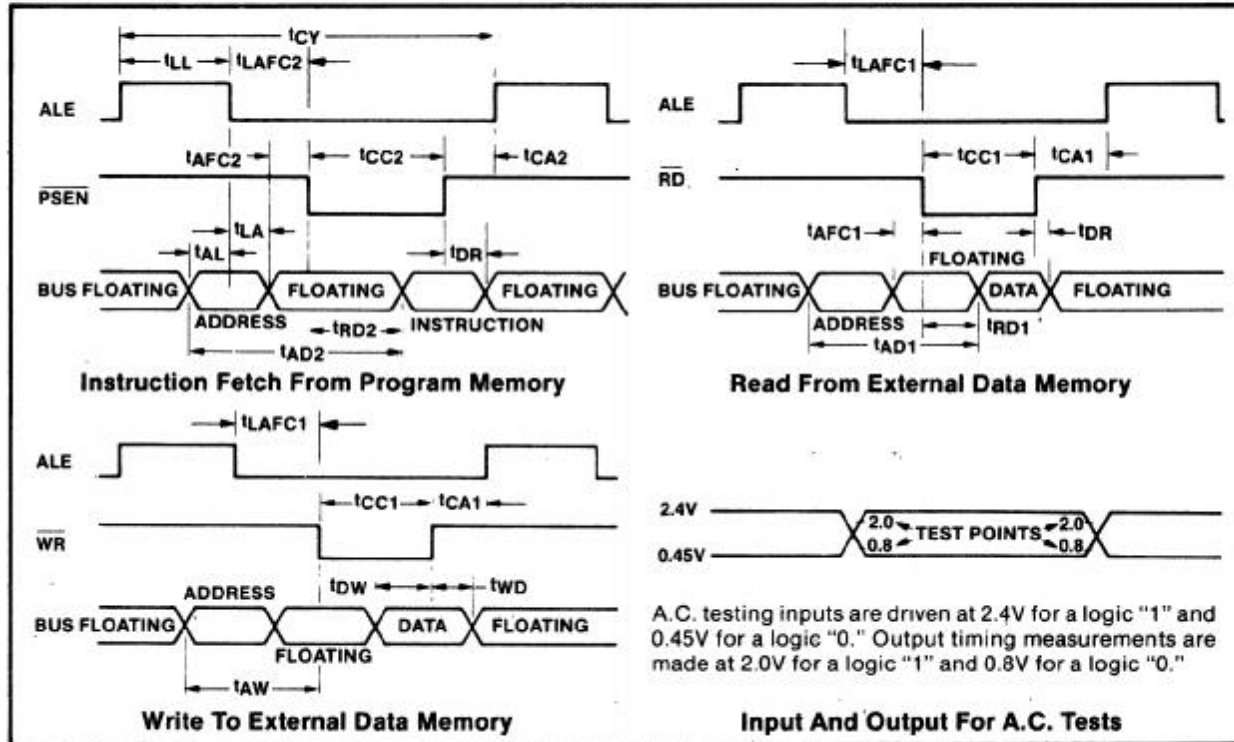 tCY
tLL tLAFC2
ALE
tAFC2 tCC2 tCA2
PSEN
tLA
tAL tDR
BUS FLOATING FLOATING FLOATING
ADDRESS tRD2 INSTRUCTION
tAD2
Instruction Fetch From Program Memory
tLAFC1
ALE
tCC1 tCA1
RD
tAFC1 tDR
FLOATING
BUS FLOATING DATA FLOATING
ADDRESS tRD1
tAD1
Read From External Data Memory
tLAFC1
ALE
tCC1 tCA1
WR
tDW tWD
ADDRESS
BUS FLOATING DATA FLOATING
FLOATING
tAW
Write To External Data Memory
2.4V
2.0 TEST POINTS 2.0
0.8 0.8
0.45V
A.C. testing inputs are driven at 2.4V for a logic "1" and
0.45V for a logic "0." Output timing measurements are
made at 2.0V for a logic "1" and 0.8V for a logic "0."
Input And Output For A.C. Tests